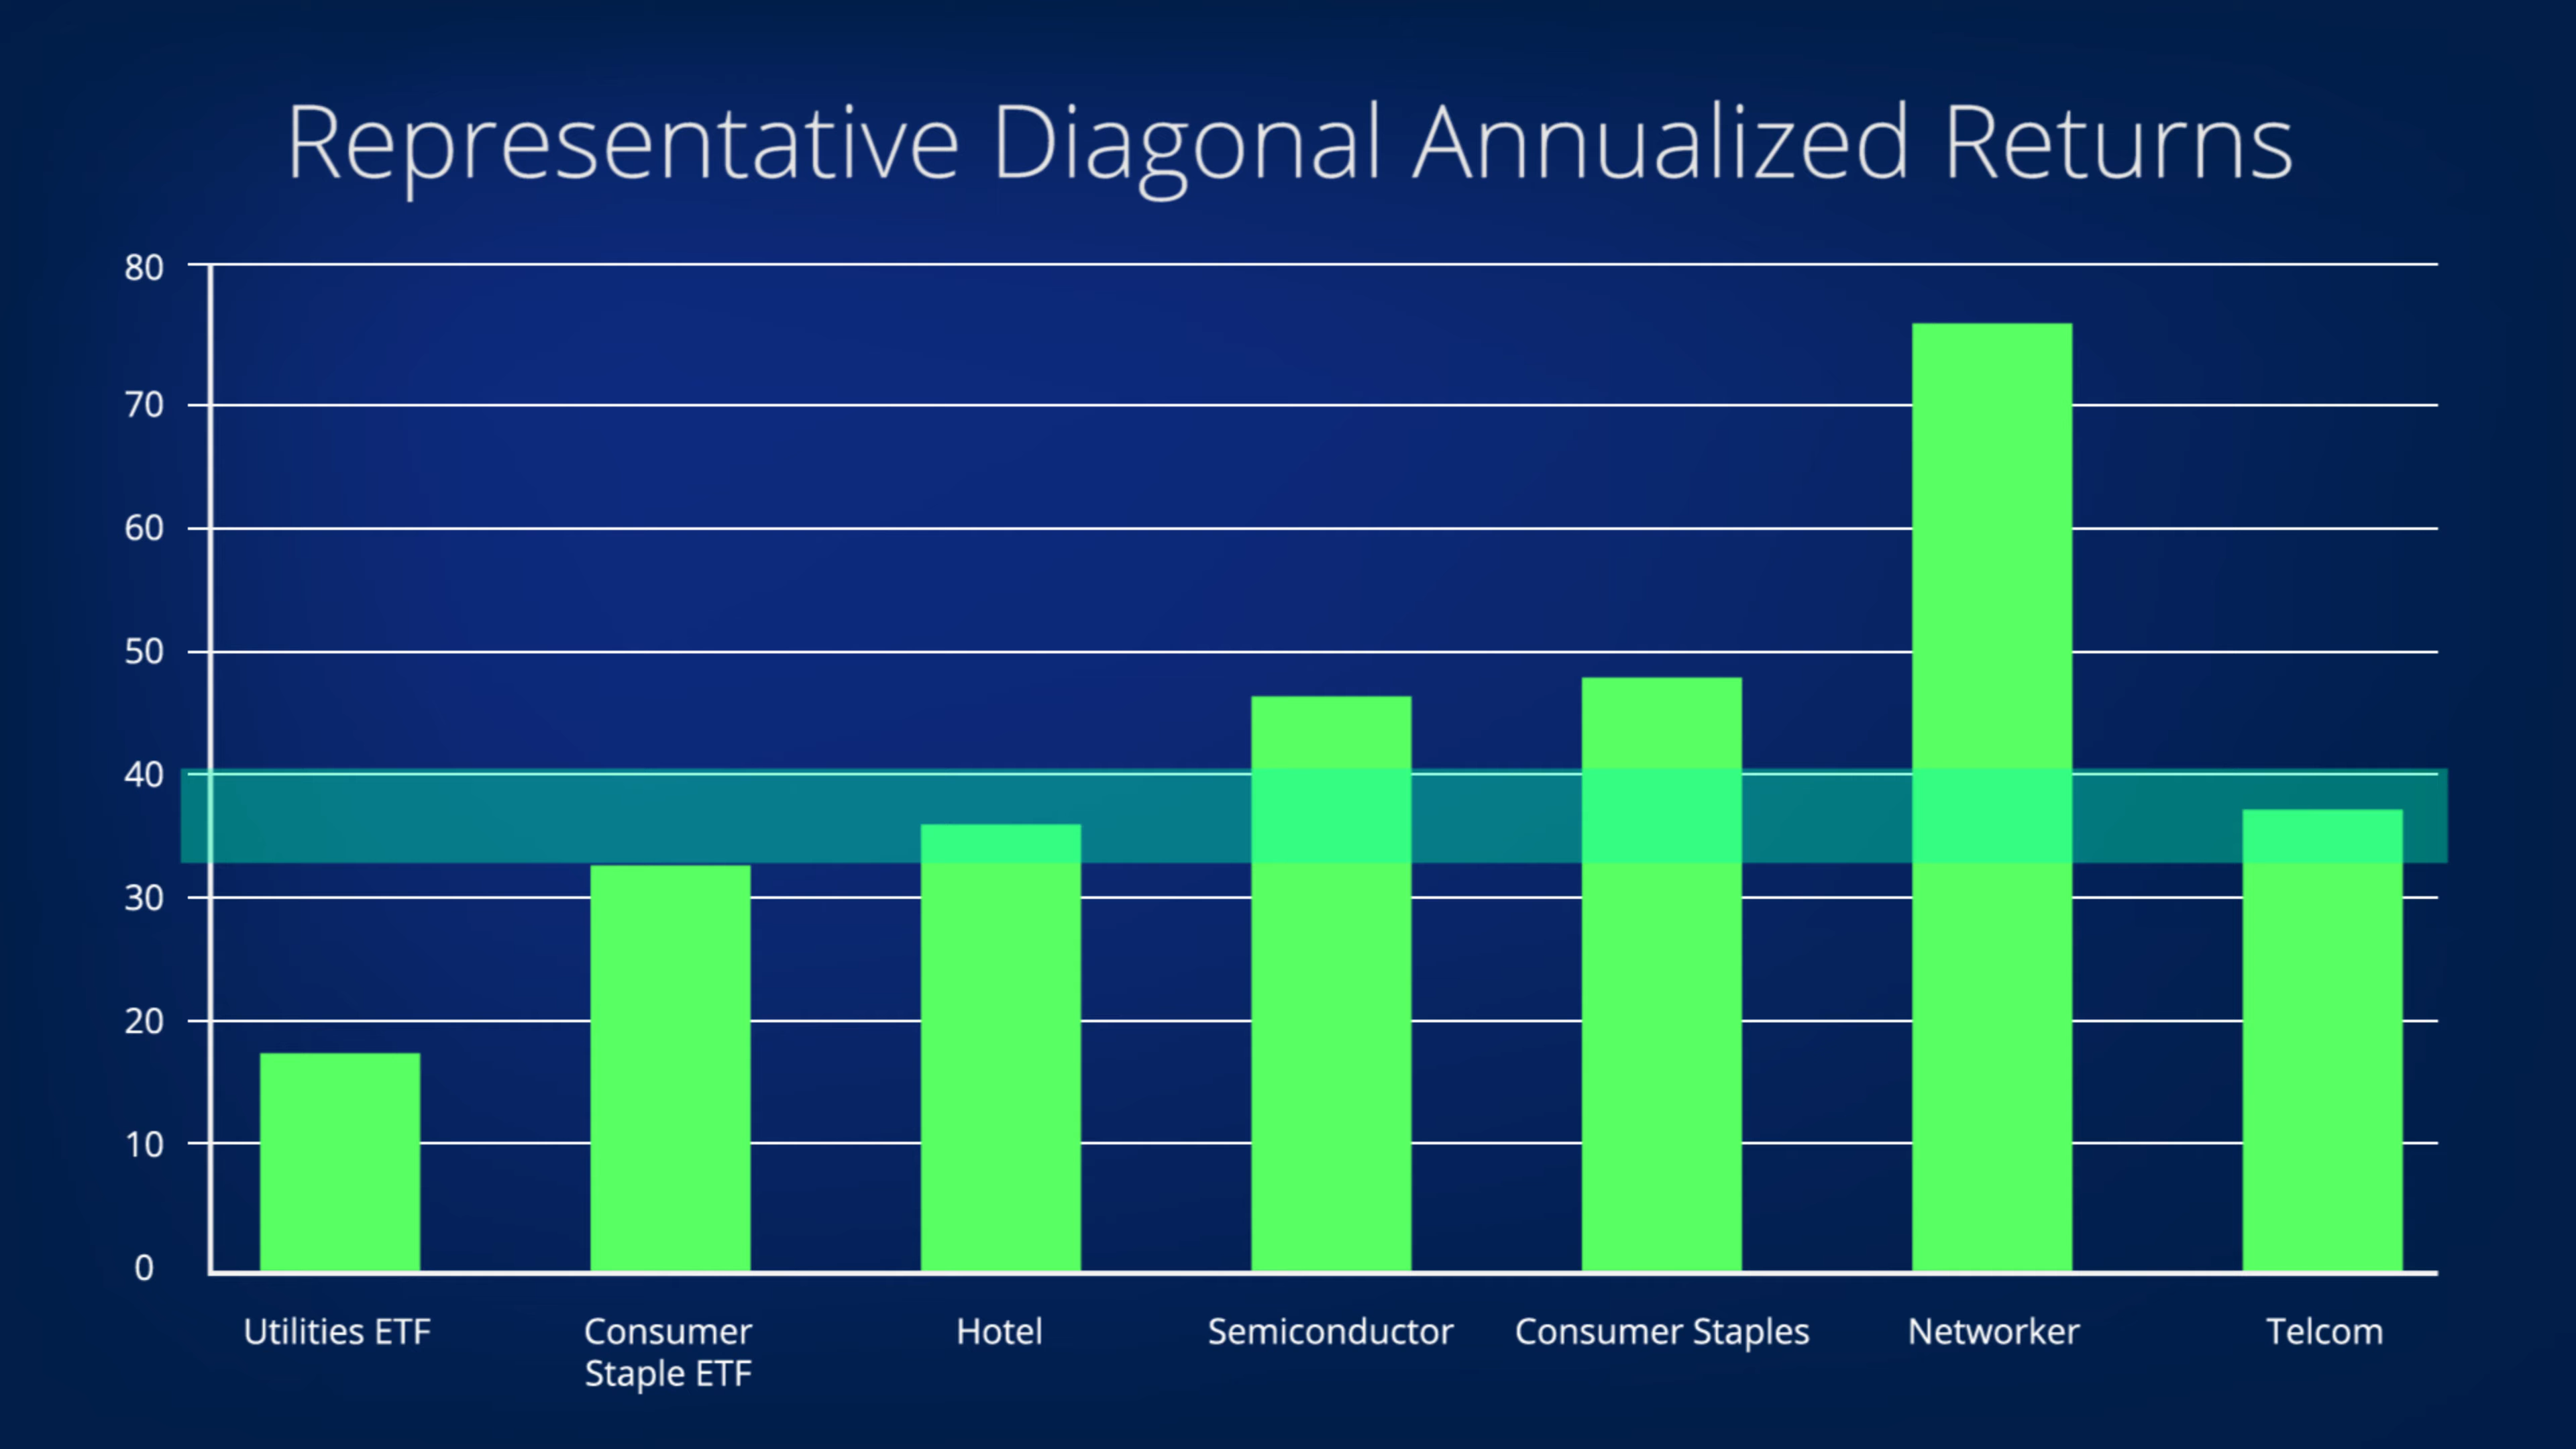 Representative Diagonal Annualized Returns
80
70
60
50
40
30
20
10
0
Utilities ETF
Consumer
Staple ETF
Hotel
Semiconductor
Consumer Staples
Networker
Telcom